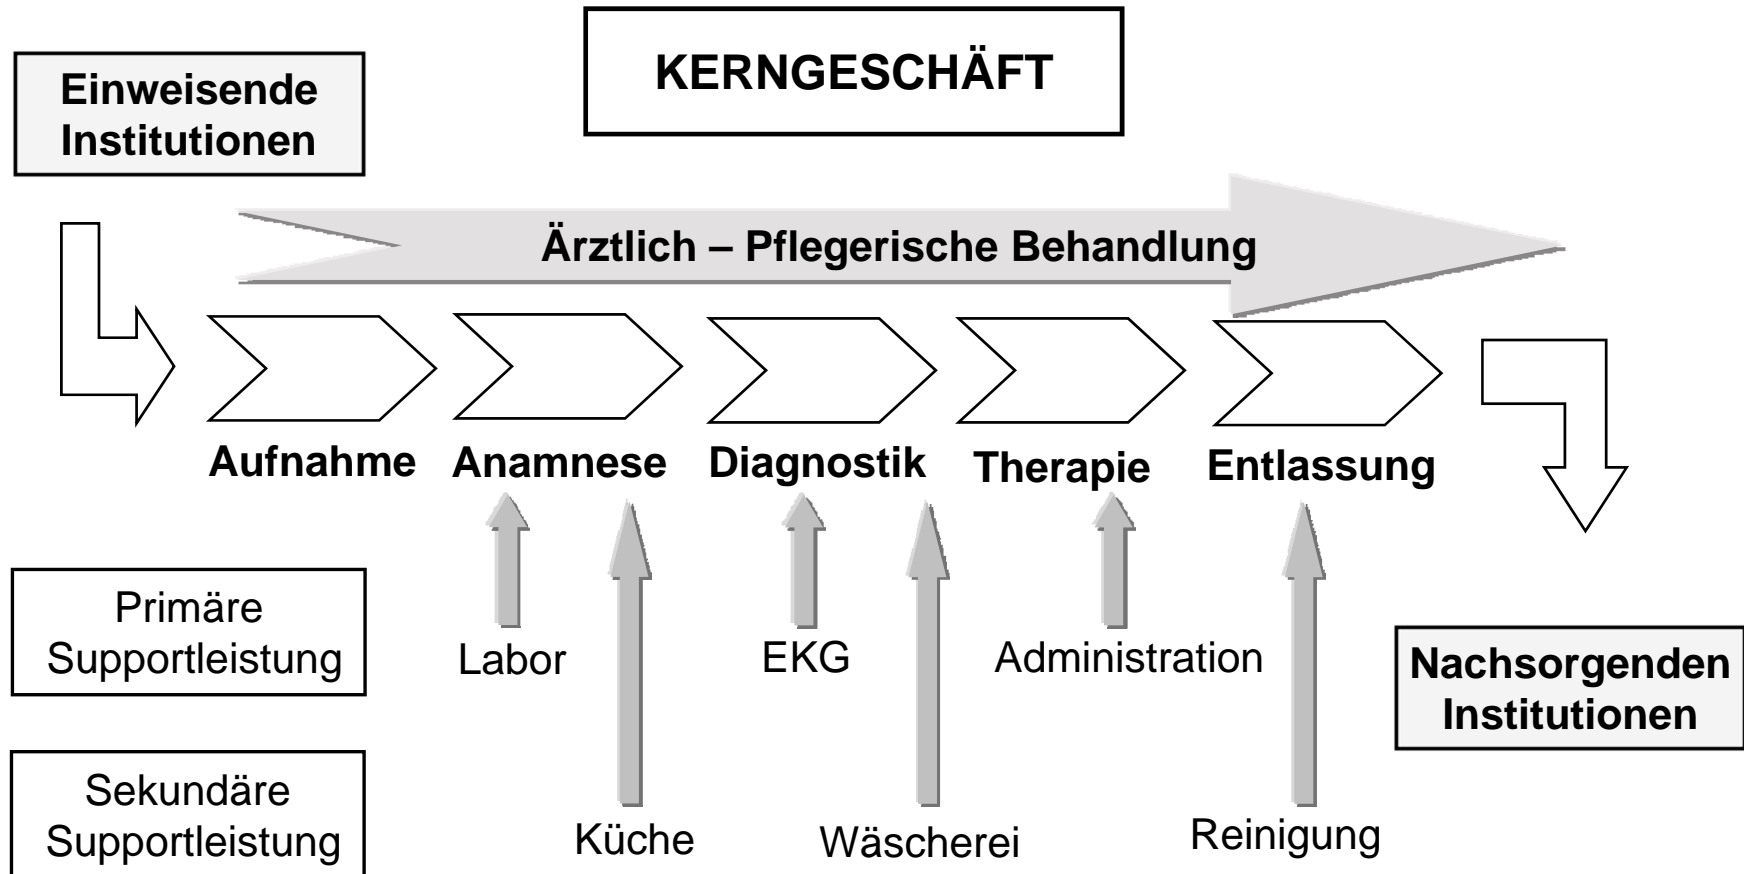 KERNGESCHÄFT
Einweisende
Institutionen
Ärztlich – Pflegerische Behandlung
Aufnahme
Anamnese
Diagnostik
Therapie
Entlassung
Primäre
Supportleistung
Labor
EKG
Administration
Nachsorgenden
Institutionen
Sekundäre
Supportleistung
Küche
Wäscherei
Reinigung